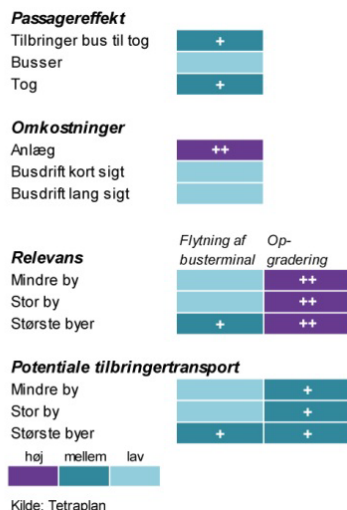 Passagereffekt
Tilbringer bus til tog +
Busser
Tog +
Omkostninger
Anlæg ++
Busdrift kort sigt
Busdrift lang sigt
Flytning af Op-
Relevans busterminal gradering
Mindre by ++
Stor by ++
Største byer + ++
Potentiale tilbringertransport
Mindre by +
Stor by +
Største byer + +
høj mellem lav
Kilde: Tetraplan